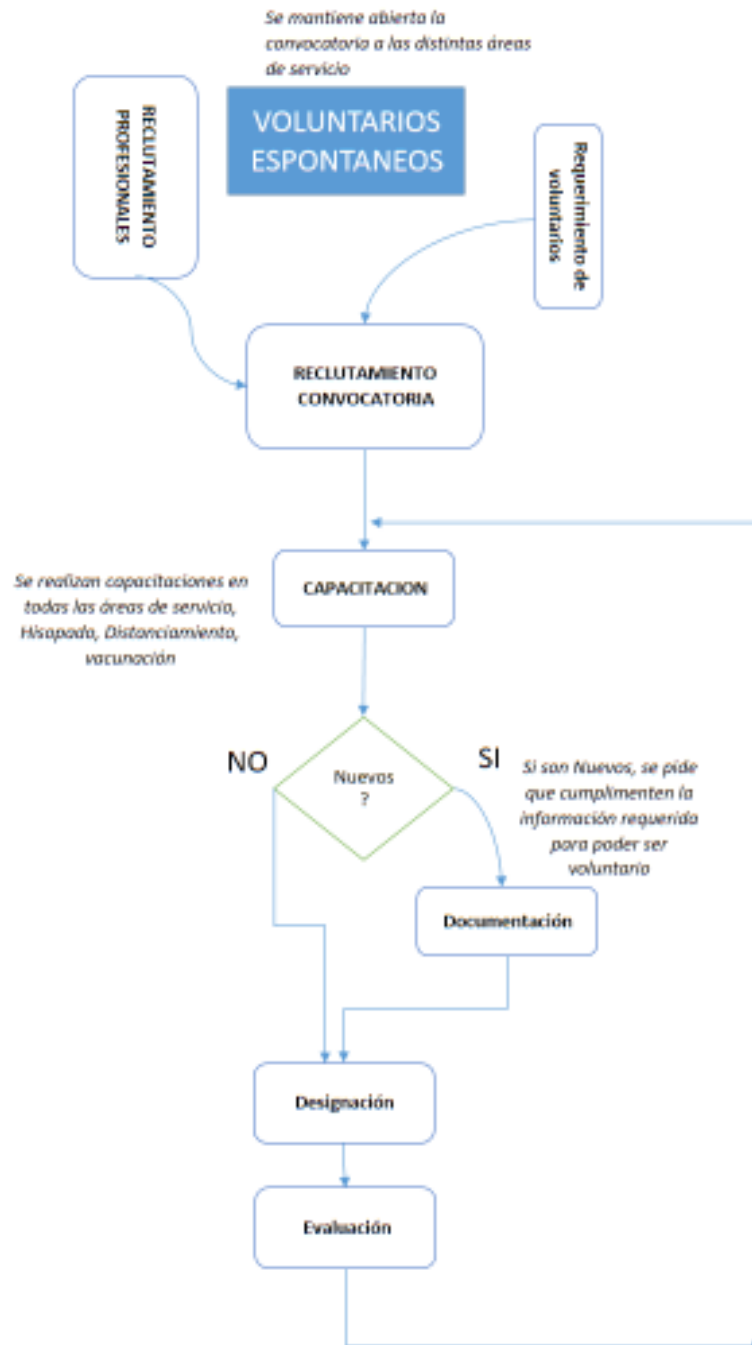 Se mantiene abierta la
convocatoria a las distintas áreas
de servicio
RECLUTAMIENTO
PROFESIONALES
VOLUNTARIOS
ESPONTANEOS
Requerimiento de
voluntarios
RECLUTAMIENTO
CONVOCATORIA
CAPACITACION
Se realizan capacitaciones en
todas las áreas de servicio,
Hisopado, Distanciamiento,
vacunación
NO
Nuevos
?
SI
Si son Nuevos, se pide
que cumplimenten la
información requerida
para poder ser
voluntario
Documentación
Designación
Evaluación